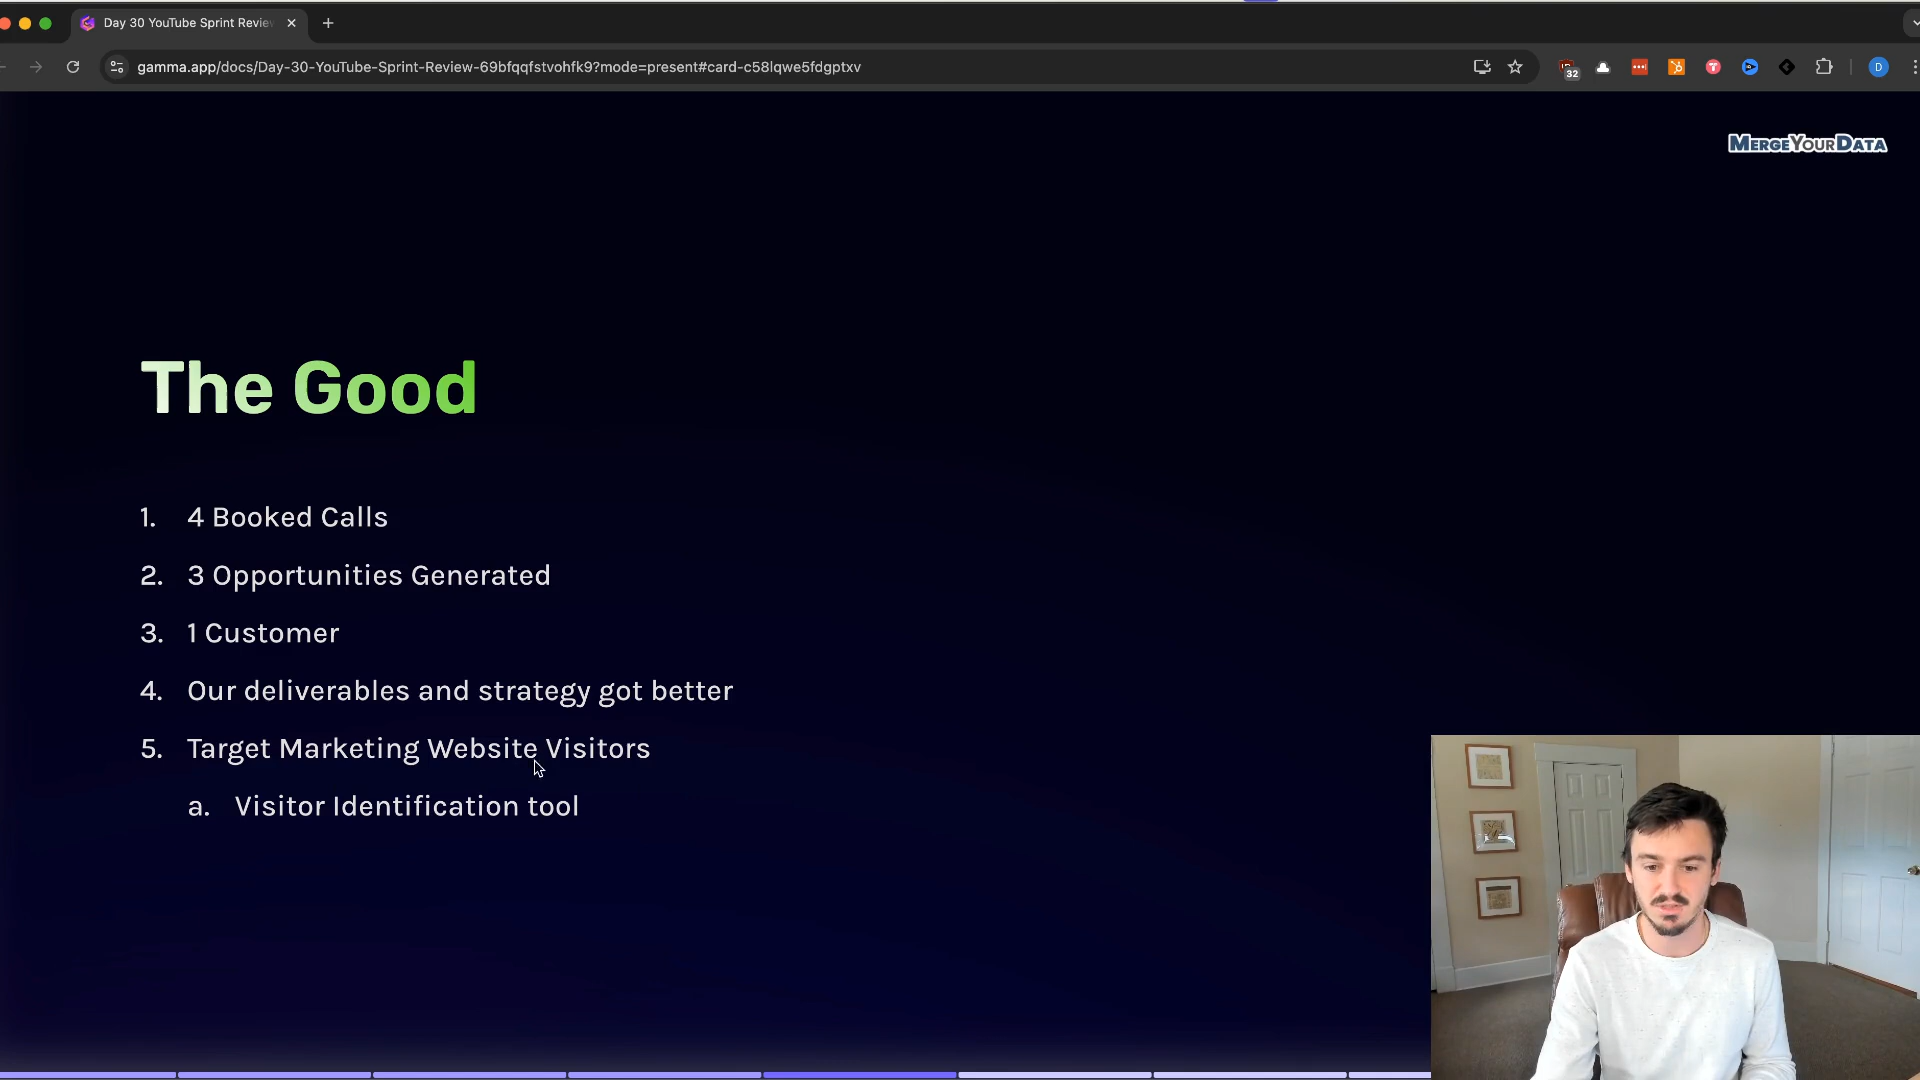 Day 30 YouTube Sprint Review
gamma.app/docs/Day-30-YouTube-Sprint-Review-69bfqqfstvohfk9?mode=present#card-c58lqwe5fdgptxv
32
D
MERGEYOURDATA
The Good
1. 4 Booked Calls
2. 3 Opportunities Generated
3. 1 Customer
4. Our deliverables and strategy got better
5. Target Marketing Website Visitors
a. Visitor Identification tool